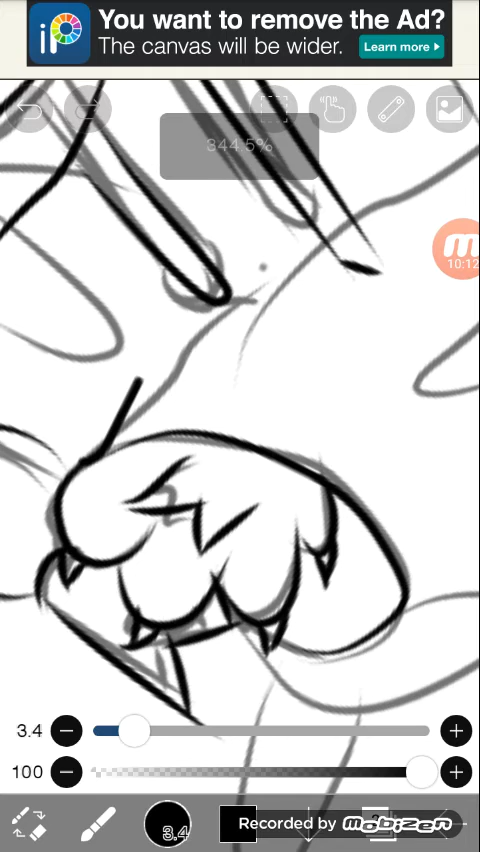 iP
You want to remove the Ad?
The canvas will be wider.
Learn more
344.5%
10:12
3.4
100
3.4
Recorded by mobizen